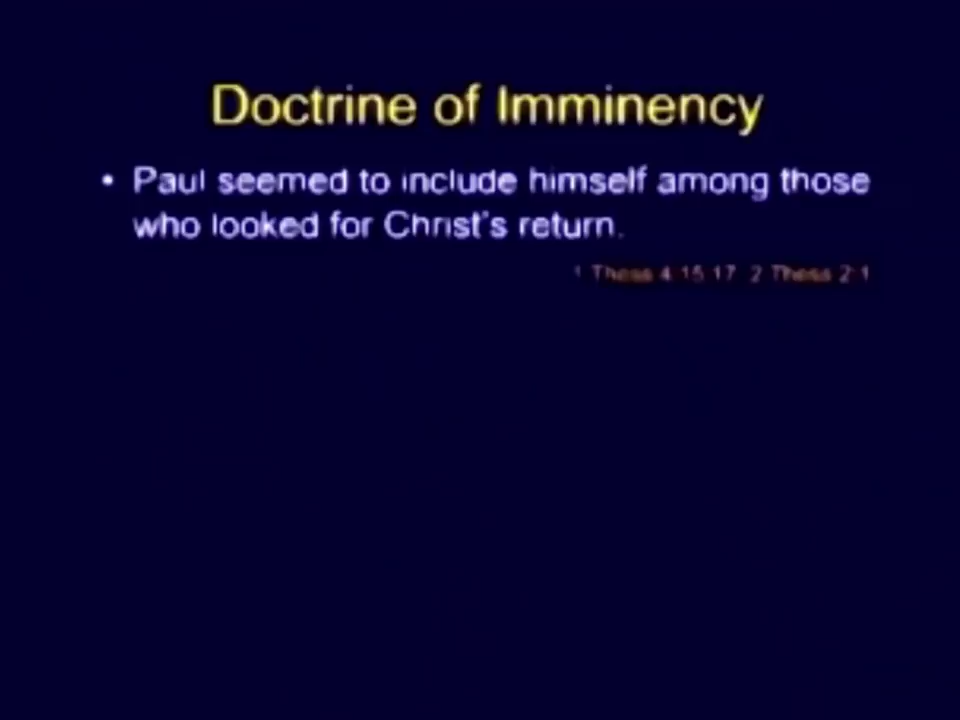 Doctrine of Imminency
• Paul seemed to include himself among those
who looked for Christ's return.
1 Thess 4:15,17 2 Thess 2:1